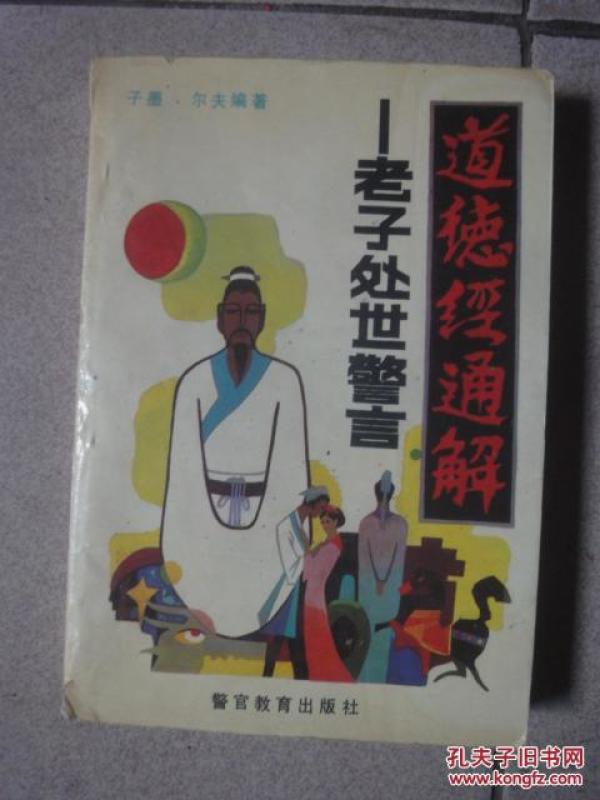 子墨．尔夫编著
道德经通解
—老子处世警言
警官教育出版社
孔夫子旧书网
www.kongfz.com